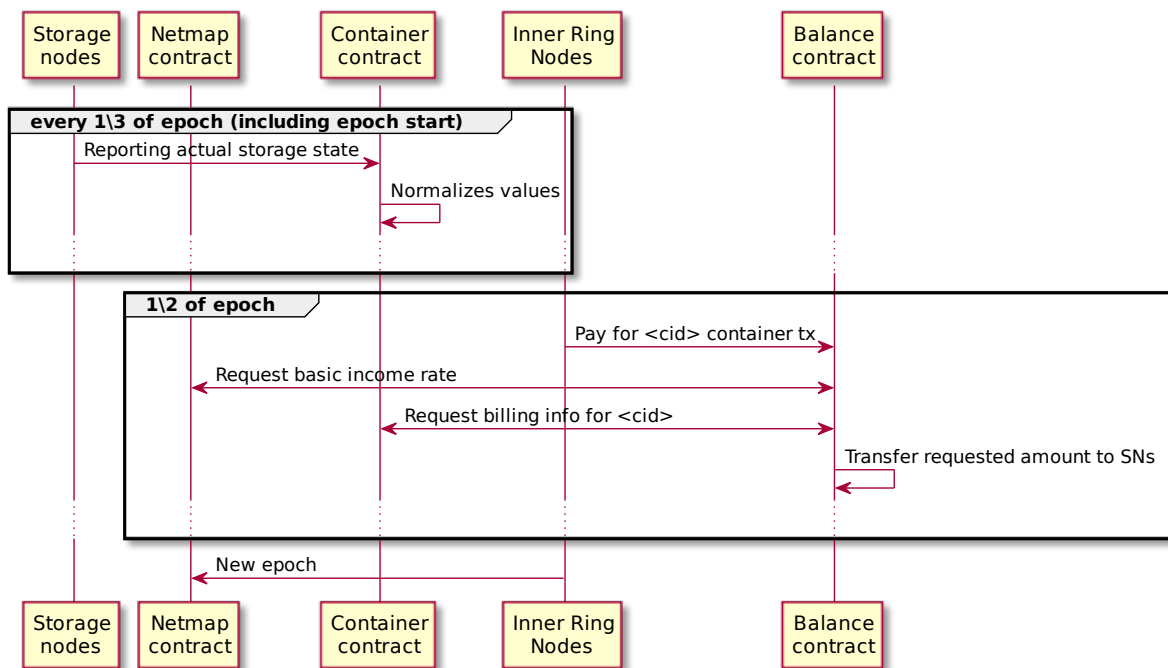 Storage
nodes
Netmap
contract
Container
contract
Inner Ring
Nodes
Balance
contract
every 1\3 of epoch (including epoch start)
Reporting actual storage state
Normalizes values
1\2 of epoch
Pay for <cid> container tx
Request basic income rate
Request billing info for <cid>
Transfer requested amount to SNs
New epoch
Storage
nodes
Netmap
contract
Container
contract
Inner Ring
Nodes
Balance
contract